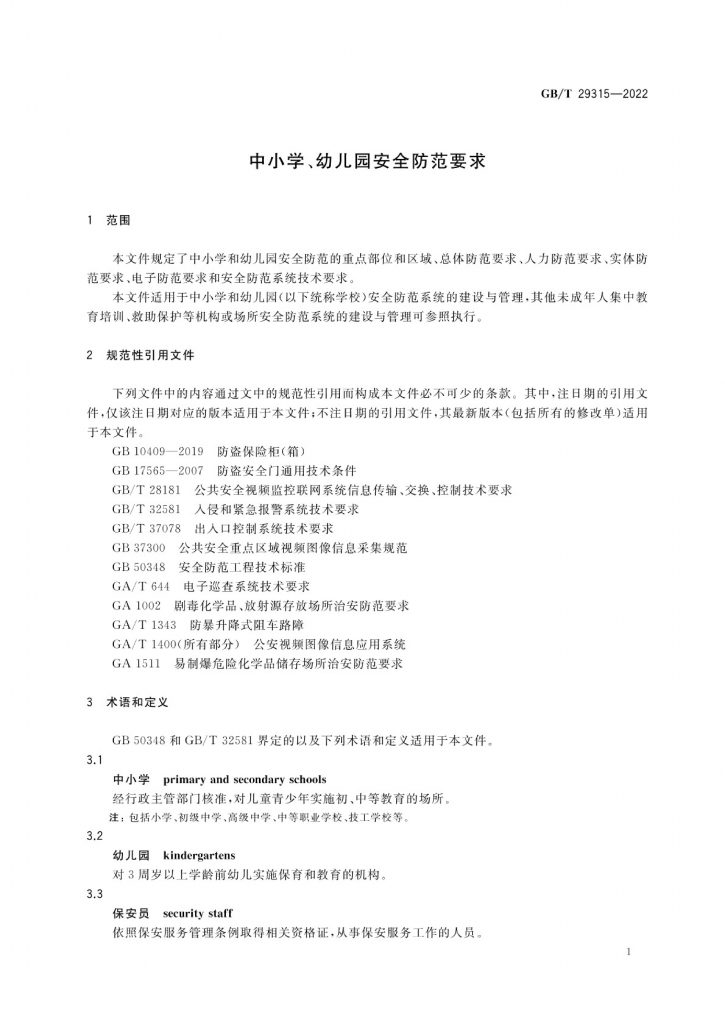 GB/T 29315—2022
中小学、幼儿园安全防范要求
1 范围
本文件规定了中小学和幼儿园安全防范的重点部位和区域、总体防范要求、人力防范要求、实体防
范要求、电子防范要求和安全防范系统技术要求。
本文件适用于中小学和幼儿园(以下统称学校)安全防范系统的建设与管理,其他未成年人集中教
育培训、救助保护等机构或场所安全防范系统的建设与管理可参照执行。
2 规范性引用文件
下列文件中的内容通过文中的规范性引用而构成本文件必不可少的条款。其中,注日期的引用文
件,仅该注日期对应的版本适用于本文件;不注日期的引用文件,其最新版本(包括所有的修改单)适用
于本文件。
GB 10409—2019 防盗保险柜(箱)
GB 17565—2007 防盗安全门通用技术条件
GB/T 28181 公共安全视频监控联网系统信息传输、交换、控制技术要求
GB/T 32581 入侵和紧急报警系统技术要求
GB/T 37078 出入口控制系统技术要求
GB 37300 公共安全重点区域视频图像信息采集规范
GB 50348 安全防范工程技术标准
GA/T 644 电子巡查系统技术要求
GA 1002 剧毒化学品、放射源存放场所治安防范要求
GA/T 1343 防暴升降式阻车路障
GA/T 1400(所有部分) 公安视频图像信息应用系统
GA 1511 易制爆危险化学品储存场所治安防范要求
3 术语和定义
GB 50348 和 GB/T 32581 界定的以及下列术语和定义适用于本文件。
3.1
中小学 primary and secondary schools
经行政主管部门核准,对儿童青少年实施初、中等教育的场所。
注:包括小学、初级中学、高级中学、中等职业学校、技工学校等。
3.2
幼儿园 kindergartens
对 3 周岁以上学龄前幼儿实施保育和教育的机构。
3.3
保安员 security staff
依照保安服务管理条例取得相关资格证,从事保安服务工作的人员。
1